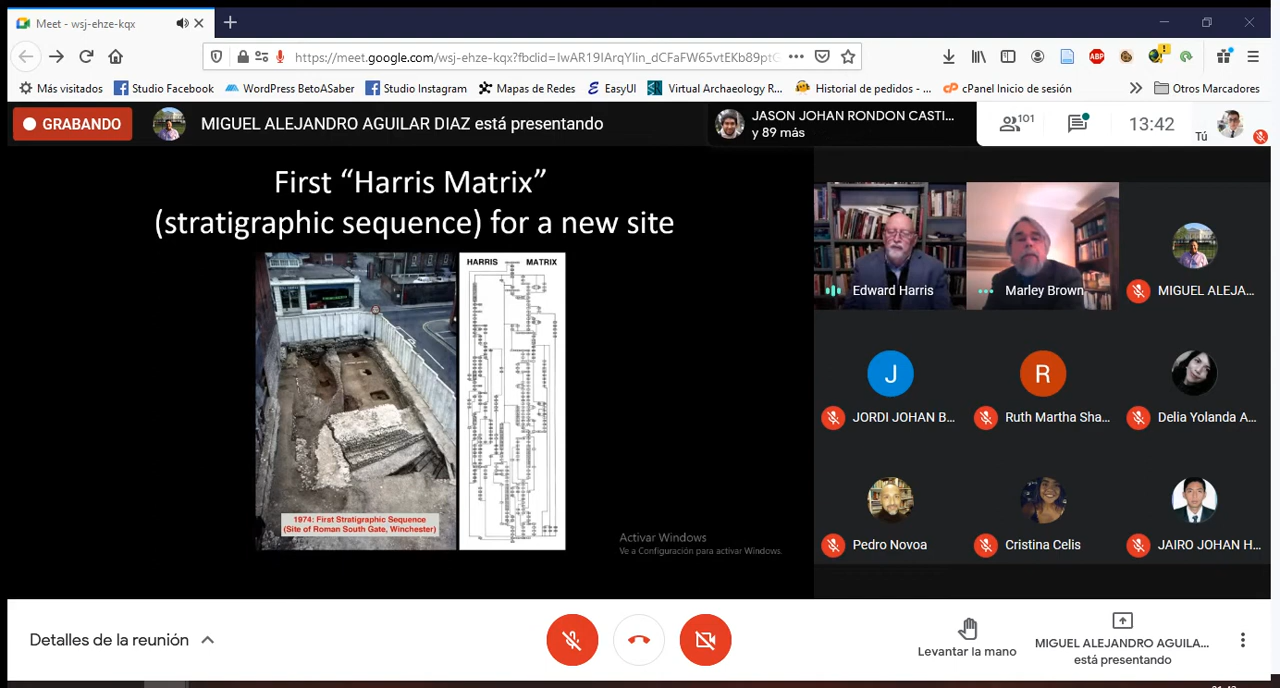 Meet - wsj-ehze-kqx
https://meet.google.com/wsj-ehze-kqx?fbclid=IwAR19IArqYIin_dCFaFW65vtEKb89ptG
Más visitados
Studio Facebook
WordPress BetoASaber
Studio Instagram
Mapas de Redes
EasyUI
Virtual Archaeology R...
Historial de pedidos - ...
cPanel Inicio de sesión
Otros Marcadores
GRABANDO
MIGUEL ALEJANDRO AGUILAR DIAZ está presentando
JASON JOHAN RONDON CASTI...
y 89 más
101
13:42
Tú
First “Harris Matrix”
(stratigraphic sequence) for a new site
HARRIS MATRIX
1974: First Stratigraphic Sequence
(Site of Roman South Gate, Winchester)
Activar Windows
Ve a Configuración para activar Windows.
Edward Harris
Marley Brown
MIGUEL ALEJA...
J
JORDI JOHAN B...
R
Ruth Martha Sha...
Delia Yolanda A...
Pedro Novoa
Cristina Celis
JAIRO JOHAN H...
Detalles de la reunión
Levantar la mano
MIGUEL ALEJANDRO AGUILA...
está presentando